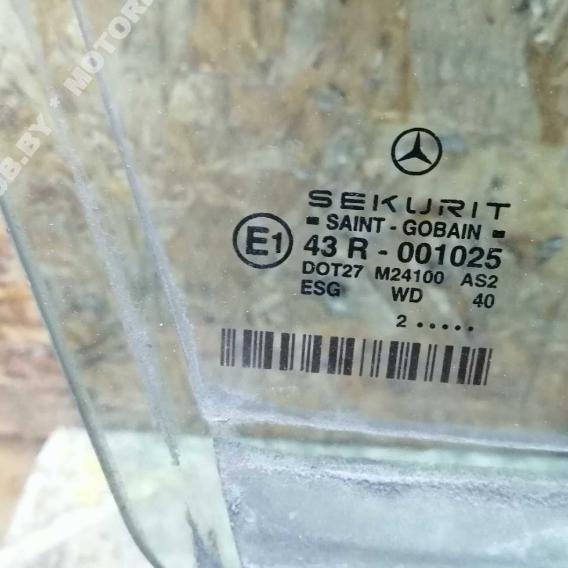 SEKURIT
SAINT - GOBAIN
E1
43 R - 001025
DOT27 M24100 AS2
ESG WD 40
2 .....